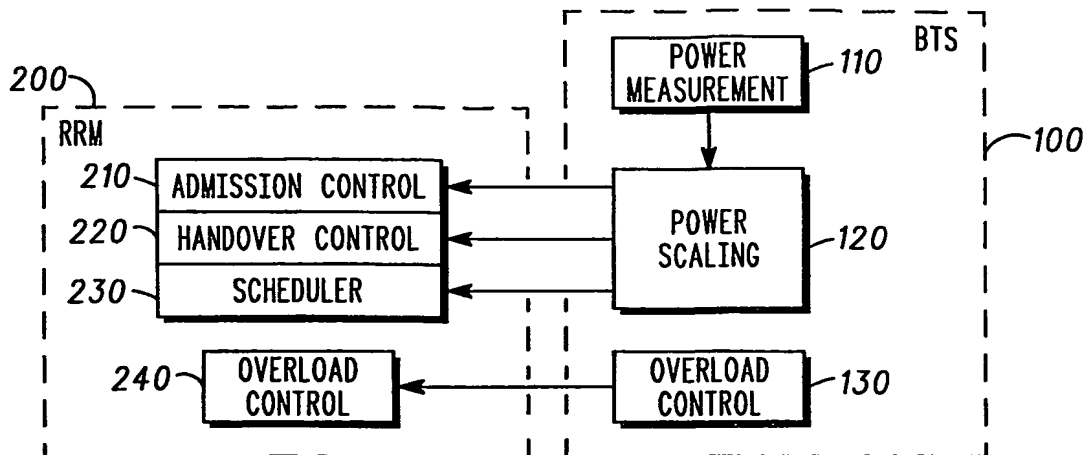 BTS
POWER
MEASUREMENT
110
200
RRM
100
210
ADMISSION CONTROL
220
HANDOVER CONTROL
POWER
SCALING
120
230
SCHEDULER
240
OVERLOAD
CONTROL
OVERLOAD
CONTROL
130